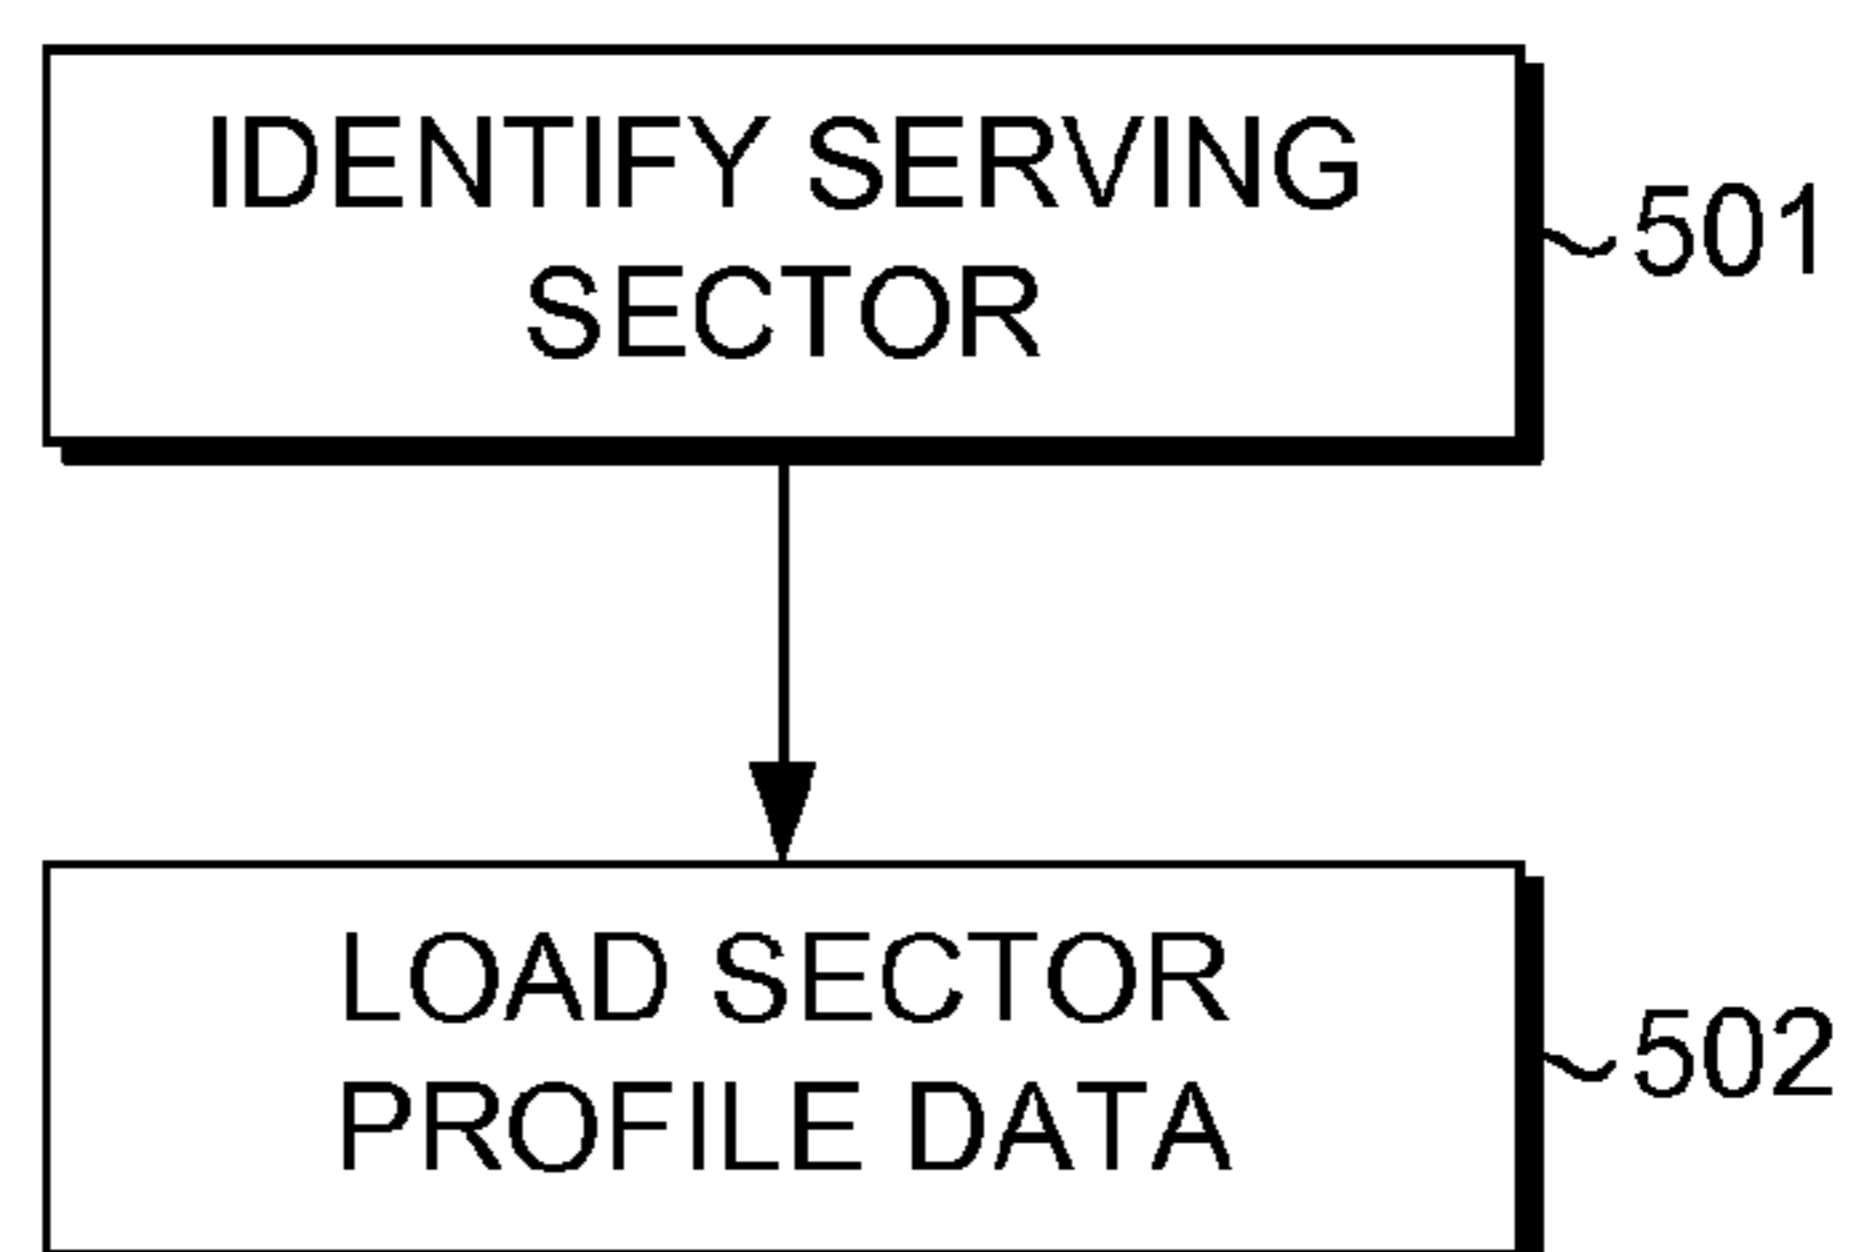 IDENTIFY SERVING
SECTOR
501
LOAD SECTOR
PROFILE DATA
502